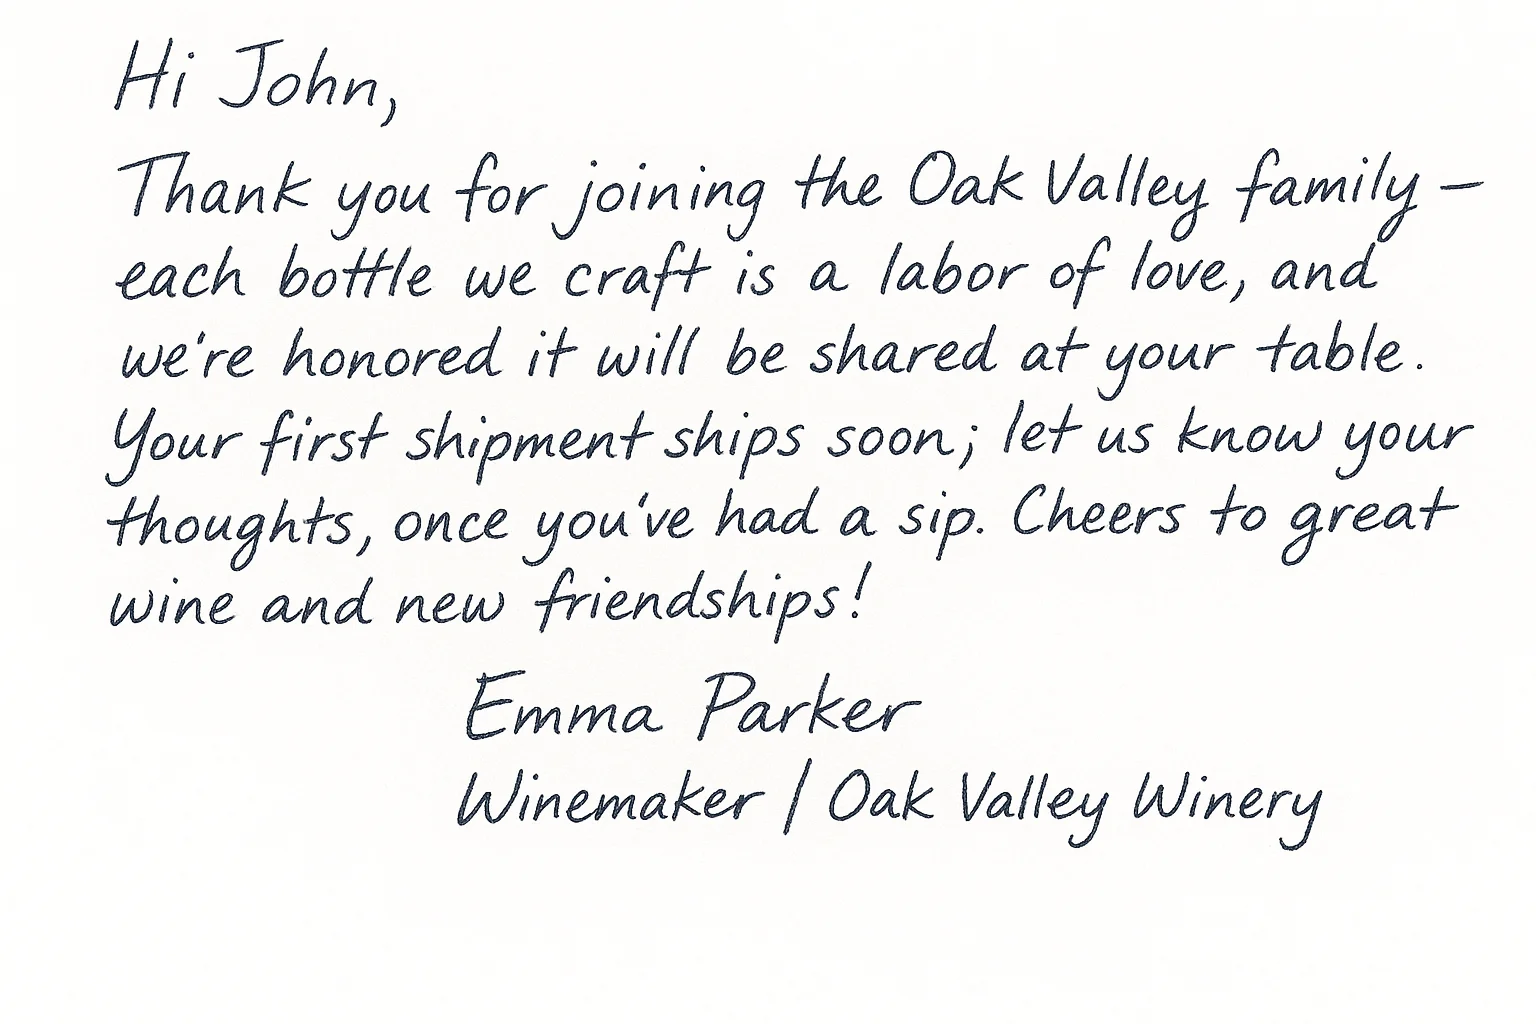 Hi John,
Thank you for joining the Oak Valley family –
each bottle we craft is a labor of love, and
we're honored it will be shared at your table.
Your first shipment ships soon; let us know your
thoughts, once you've had a sip. Cheers to great
wine and new friendships!
Emma Parker
Winemaker / Oak Valley Winery